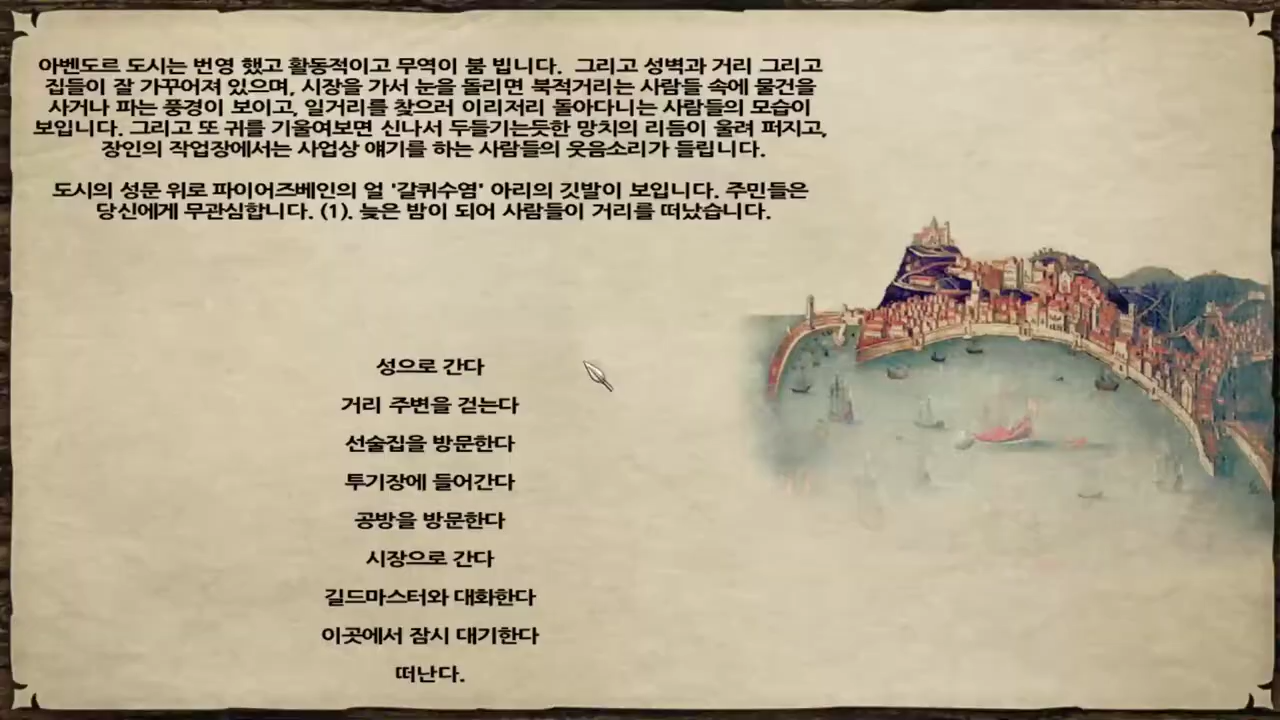 아벤도르 도시는 번영 했고 활동적이고 무역이 붐 빕니다. 그리고 성벽과 거리 그리고
집들이 잘 가꾸어져 있으며, 시장을 가서 눈을 돌리면 북적거리는 사람들 속에 물건을
사거나 파는 풍경이 보이고, 일거리를 찾으러 이리저리 돌아다니는 사람들의 모습이
보입니다. 그리고 또 귀를 기울여보면 신나서 두들기는듯한 망치의 리듬이 울려 퍼지고,
장인의 작업장에서는 사업상 얘기를 하는 사람들의 웃음소리가 들립니다.
도시의 성문 위로 파이어즈베인의 얼 '갈퀴수염' 아리의 깃발이 보입니다. 주민들은
당신에게 무관심합니다. (1). 늦은 밤이 되어 사람들이 거리를 떠났습니다.
성으로 간다
거리 주변을 걷는다
선술집을 방문한다
투기장에 들어간다
공방을 방문한다
시장으로 간다
길드마스터와 대화한다
이곳에서 잠시 대기한다
떠난다.